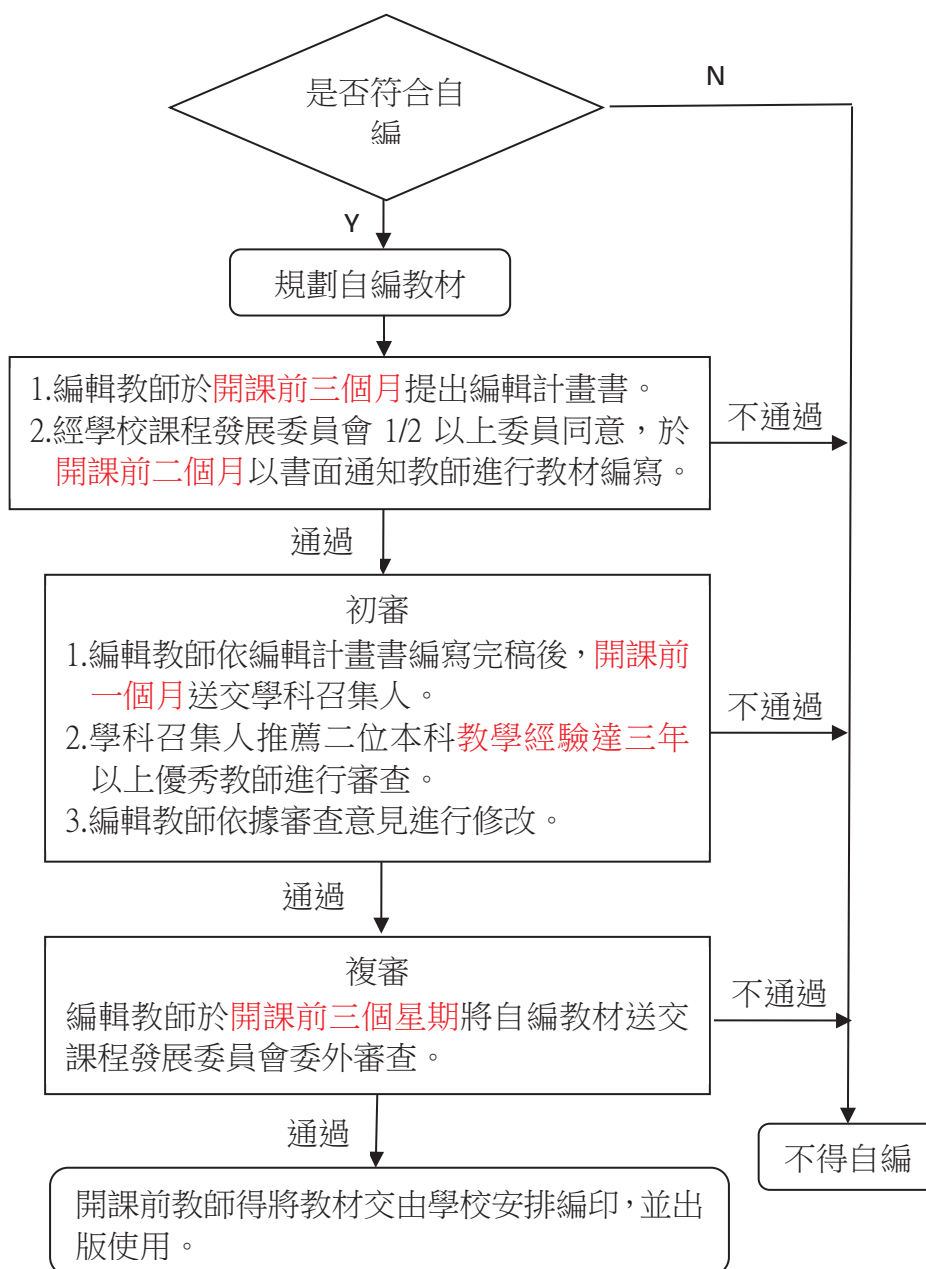 是否符合自
編
N
Y
規劃自編教材
1.編輯教師於開課前三個月提出編輯計畫書。
2.經學校課程發展委員會 1/2 以上委員同意，於
開課前二個月以書面通知教師進行教材編寫。
不通過
通過
初審
1.編輯教師依編輯計畫書編寫完稿後，開課前
一個月送交學科召集人。
2.學科召集人推薦二位本科教學經驗達三年
以上優秀教師進行審查。
3.編輯教師依據審查意見進行修改。
不通過
通過
複審
編輯教師於開課前三個星期將自編教材送交
課程發展委員會委外審查。
不通過
通過
不得自編
開課前教師得將教材交由學校安排編印，並出
版使用。